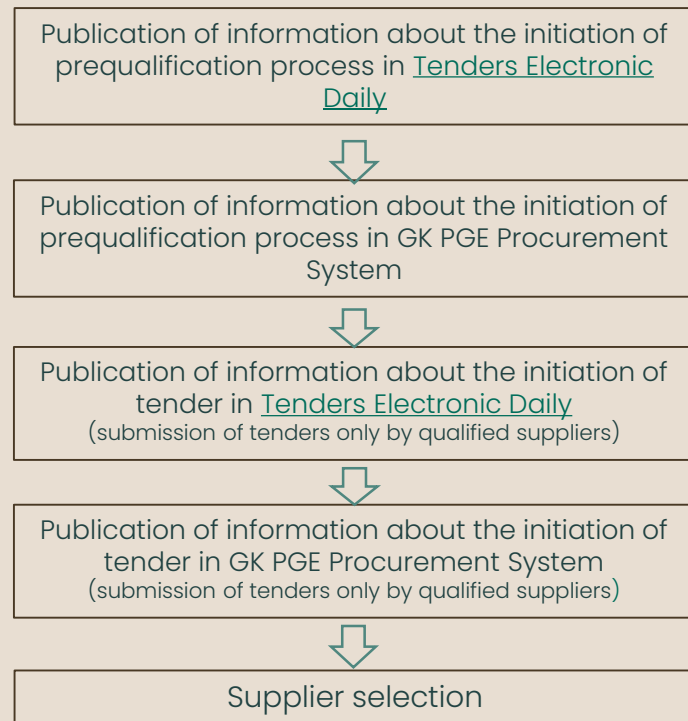 Publication of information about the initiation of
prequalification process in Tenders Electronic
Daily
Publication of information about the initiation of
prequalification process in GK PGE Procurement
System
Publication of information about the initiation of
tender in Tenders Electronic Daily
(submission of tenders only by qualified suppliers)
Publication of information about the initiation of
tender in GK PGE Procurement System
(submission of tenders only by qualified suppliers)
Supplier selection